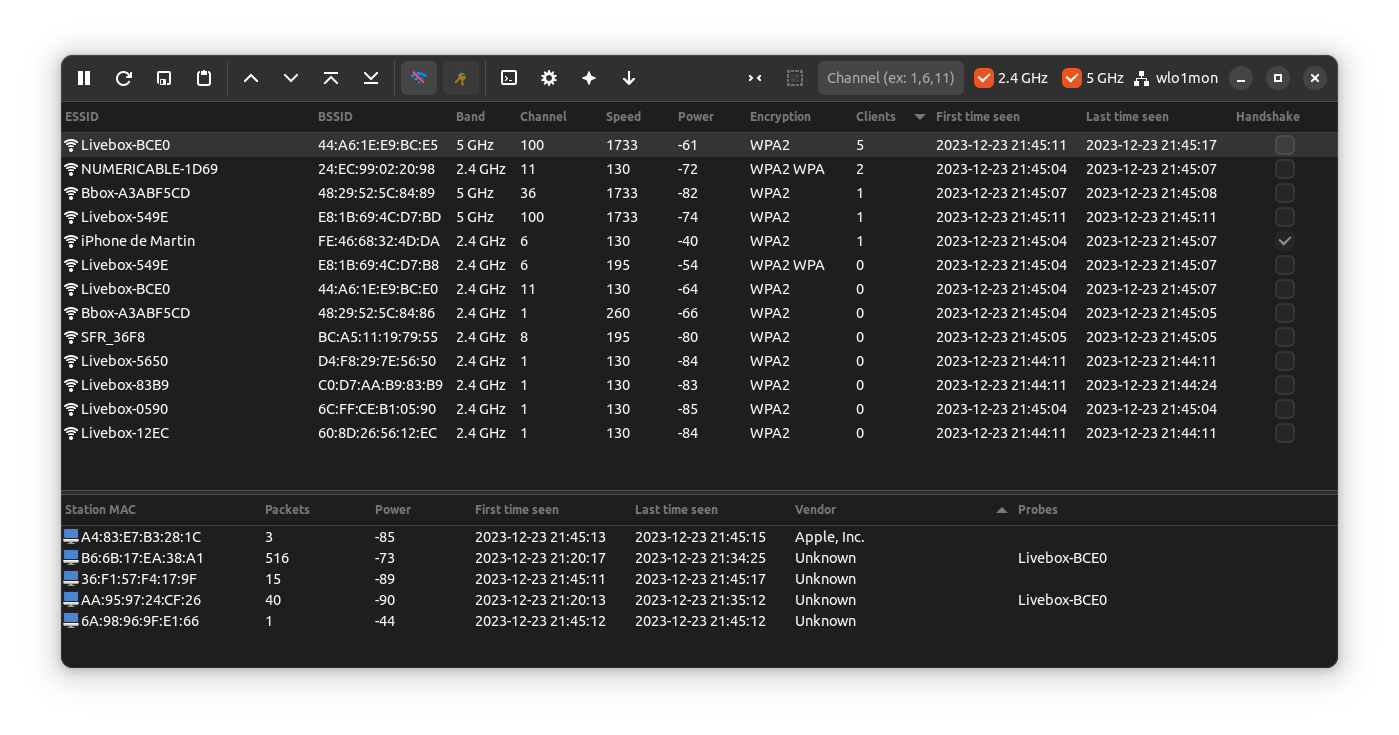 Channel (ex: 1,6,11) 2.4 GHz 5 GHz wlo1mon
ESSID BSSID Band Channel Speed Power Encryption Clients First time seen Last time seen Handshake
Livebox-BCE0 44:A6:1E:E9:BC:E5 5 GHz 100 1733 -61 WPA2 5 2023-12-23 21:45:11 2023-12-23 21:45:17
NUMERICABLE-1D69 24:EC:99:02:20:98 2.4 GHz 11 130 -72 WPA2 WPA 2 2023-12-23 21:45:04 2023-12-23 21:45:07
Bbox-A3ABF5CD 48:29:52:5C:84:89 5 GHz 36 1733 -82 WPA2 1 2023-12-23 21:45:07 2023-12-23 21:45:08
Livebox-549E E8:1B:69:4C:D7:BD 5 GHz 100 1733 -74 WPA2 1 2023-12-23 21:45:11 2023-12-23 21:45:11
iPhone de Martin FE:46:68:32:4D:DA 2.4 GHz 6 130 -40 WPA2 1 2023-12-23 21:45:04 2023-12-23 21:45:07
Livebox-549E E8:1B:69:4C:D7:B8 2.4 GHz 6 195 -54 WPA2 WPA 0 2023-12-23 21:45:04 2023-12-23 21:45:07
Livebox-BCE0 44:A6:1E:E9:BC:E0 2.4 GHz 11 130 -64 WPA2 0 2023-12-23 21:45:04 2023-12-23 21:45:07
Bbox-A3ABF5CD 48:29:52:5C:84:86 2.4 GHz 1 260 -66 WPA2 0 2023-12-23 21:45:04 2023-12-23 21:45:05
SFR_36F8 BC:A5:11:19:79:55 2.4 GHz 8 195 -80 WPA2 0 2023-12-23 21:45:05 2023-12-23 21:45:05
Livebox-5650 D4:F8:29:7E:56:50 2.4 GHz 1 130 -84 WPA2 0 2023-12-23 21:44:11 2023-12-23 21:44:11
Livebox-83B9 C0:D7:AA:B9:83:B9 2.4 GHz 1 130 -83 WPA2 0 2023-12-23 21:44:11 2023-12-23 21:44:24
Livebox-0590 6C:FF:CE:B1:05:90 2.4 GHz 1 130 -85 WPA2 0 2023-12-23 21:45:04 2023-12-23 21:45:04
Livebox-12EC 60:8D:26:56:12:EC 2.4 GHz 1 130 -84 WPA2 0 2023-12-23 21:44:11 2023-12-23 21:44:11
Station MAC Packets Power First time seen Last time seen Vendor Probes
A4:83:E7:B3:28:1C 3 -85 2023-12-23 21:45:13 2023-12-23 21:45:15 Apple, Inc.
B6:6B:17:EA:38:A1 516 -73 2023-12-23 21:20:17 2023-12-23 21:34:25 Unknown Livebox-BCE0
36:F1:57:F4:17:9F 15 -89 2023-12-23 21:45:11 2023-12-23 21:45:17 Unknown
AA:95:97:24:CF:26 40 -90 2023-12-23 21:20:13 2023-12-23 21:35:12 Unknown Livebox-BCE0
6A:98:96:9F:E1:66 1 -44 2023-12-23 21:45:12 2023-12-23 21:45:12 Unknown